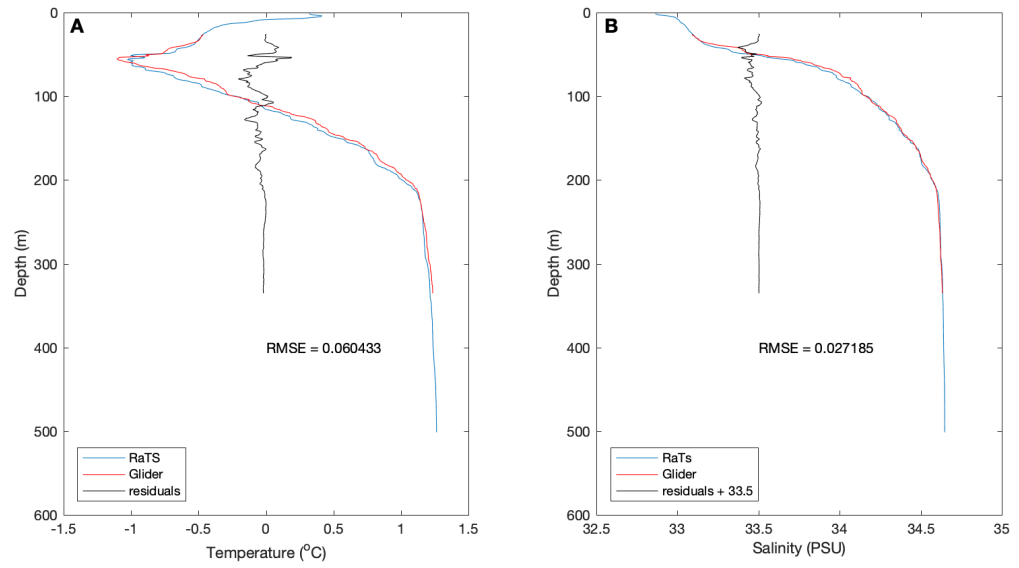 A
0
100
200
300
400
500
600
Depth (m)
RMSE = 0.060433
RaTS
Glider
residuals
-1.5
-1
-0.5
0
0.5
1
1.5
Temperature (°C)
B
0
100
200
300
400
500
600
Depth (m)
RMSE = 0.027185
RaTs
Glider
residuals + 33.5
32.5
33
33.5
34
34.5
35
Salinity (PSU)